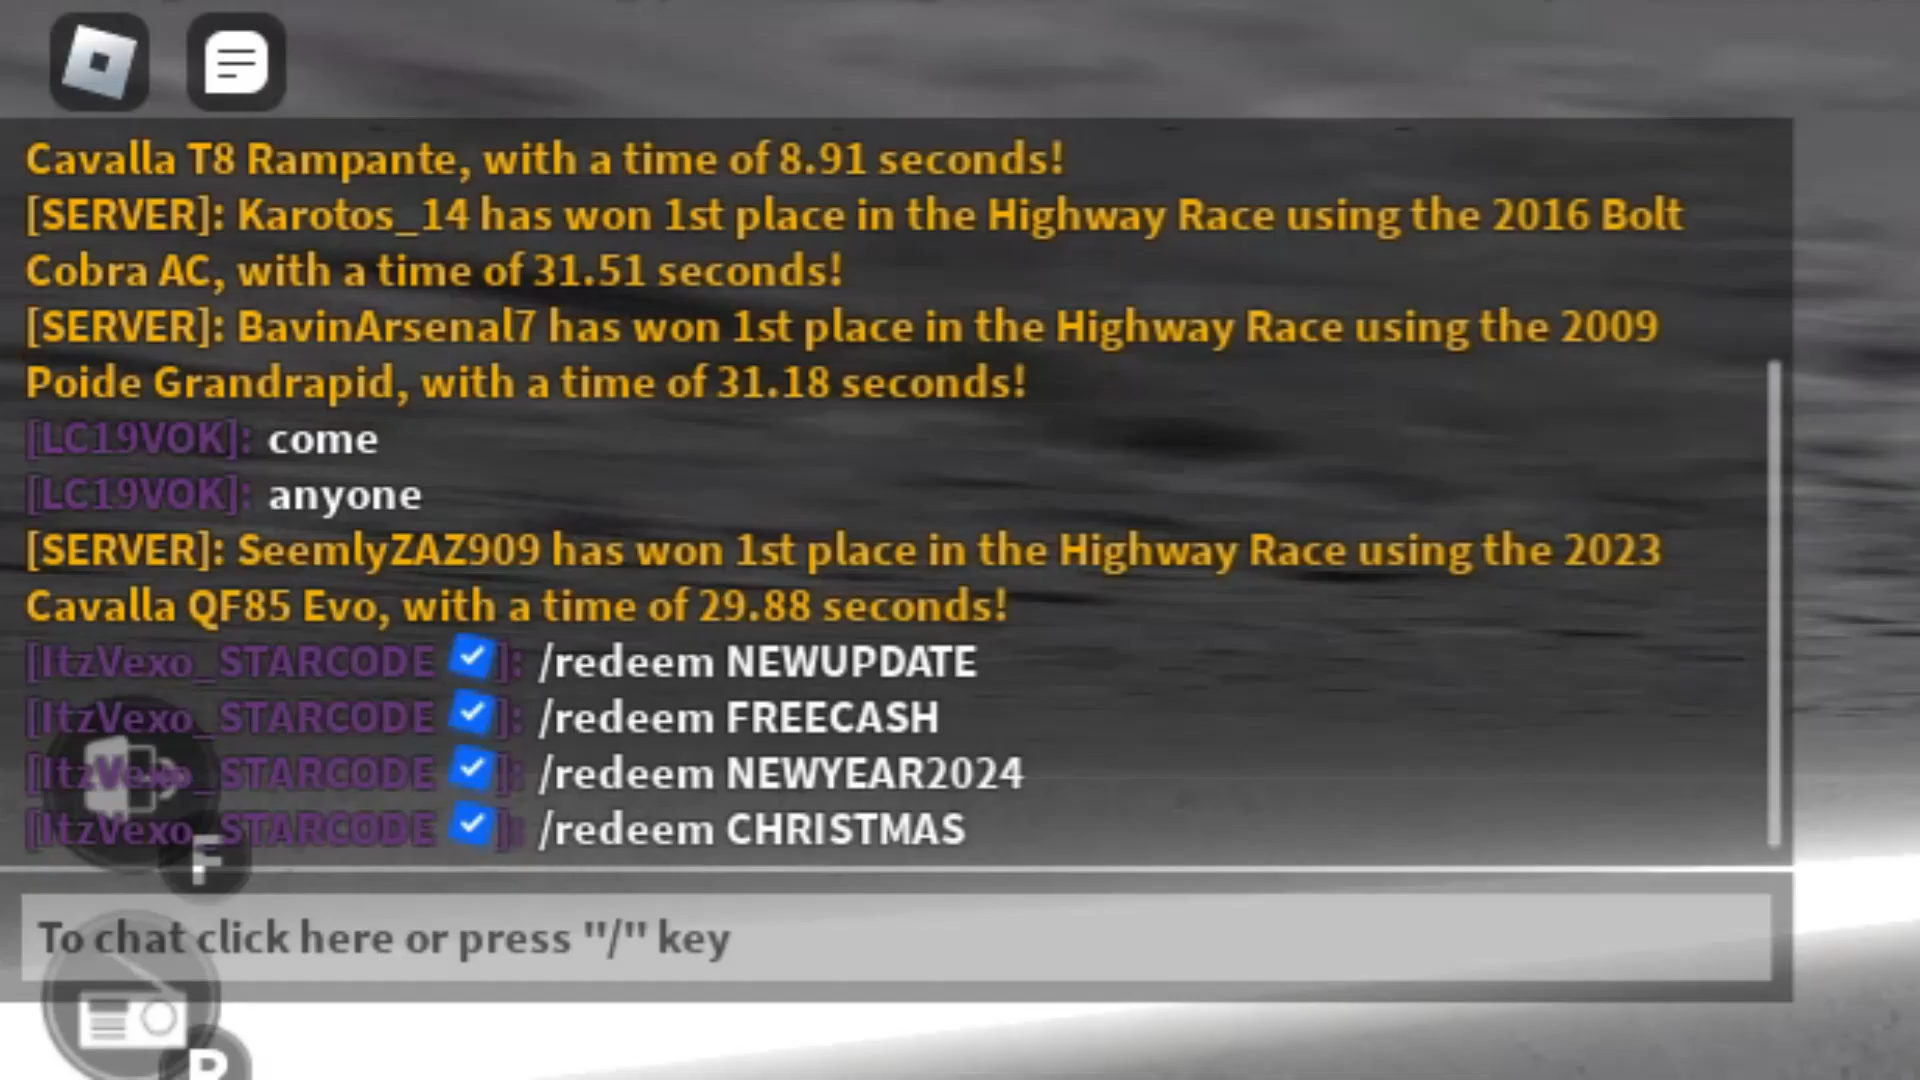 Cavalla T8 Rampante, with a time of 8.91 seconds!
[SERVER]: Karotos_14 has won 1st place in the Highway Race using the 2016 Bolt
Cobra AC, with a time of 31.51 seconds!
[SERVER]: BavinArsenal7 has won 1st place in the Highway Race using the 2009
Poide Grandrapid, with a time of 31.18 seconds!
[LC19VOK]: come
[LC19VOK]: anyone
[SERVER]: SeemlyZAZ909 has won 1st place in the Highway Race using the 2023
Cavalla QF85 Evo, with a time of 29.88 seconds!
[ItzVexo_STARCODE ]: /redeem NEWUPDATE
[ItzVexo_STARCODE ]: /redeem FREECASH
[ItzVexo_STARCODE ]: /redeem NEWYEAR2024
[ItzVexo_STARCODE ]: /redeem CHRISTMAS
F
To chat click here or press "/" key